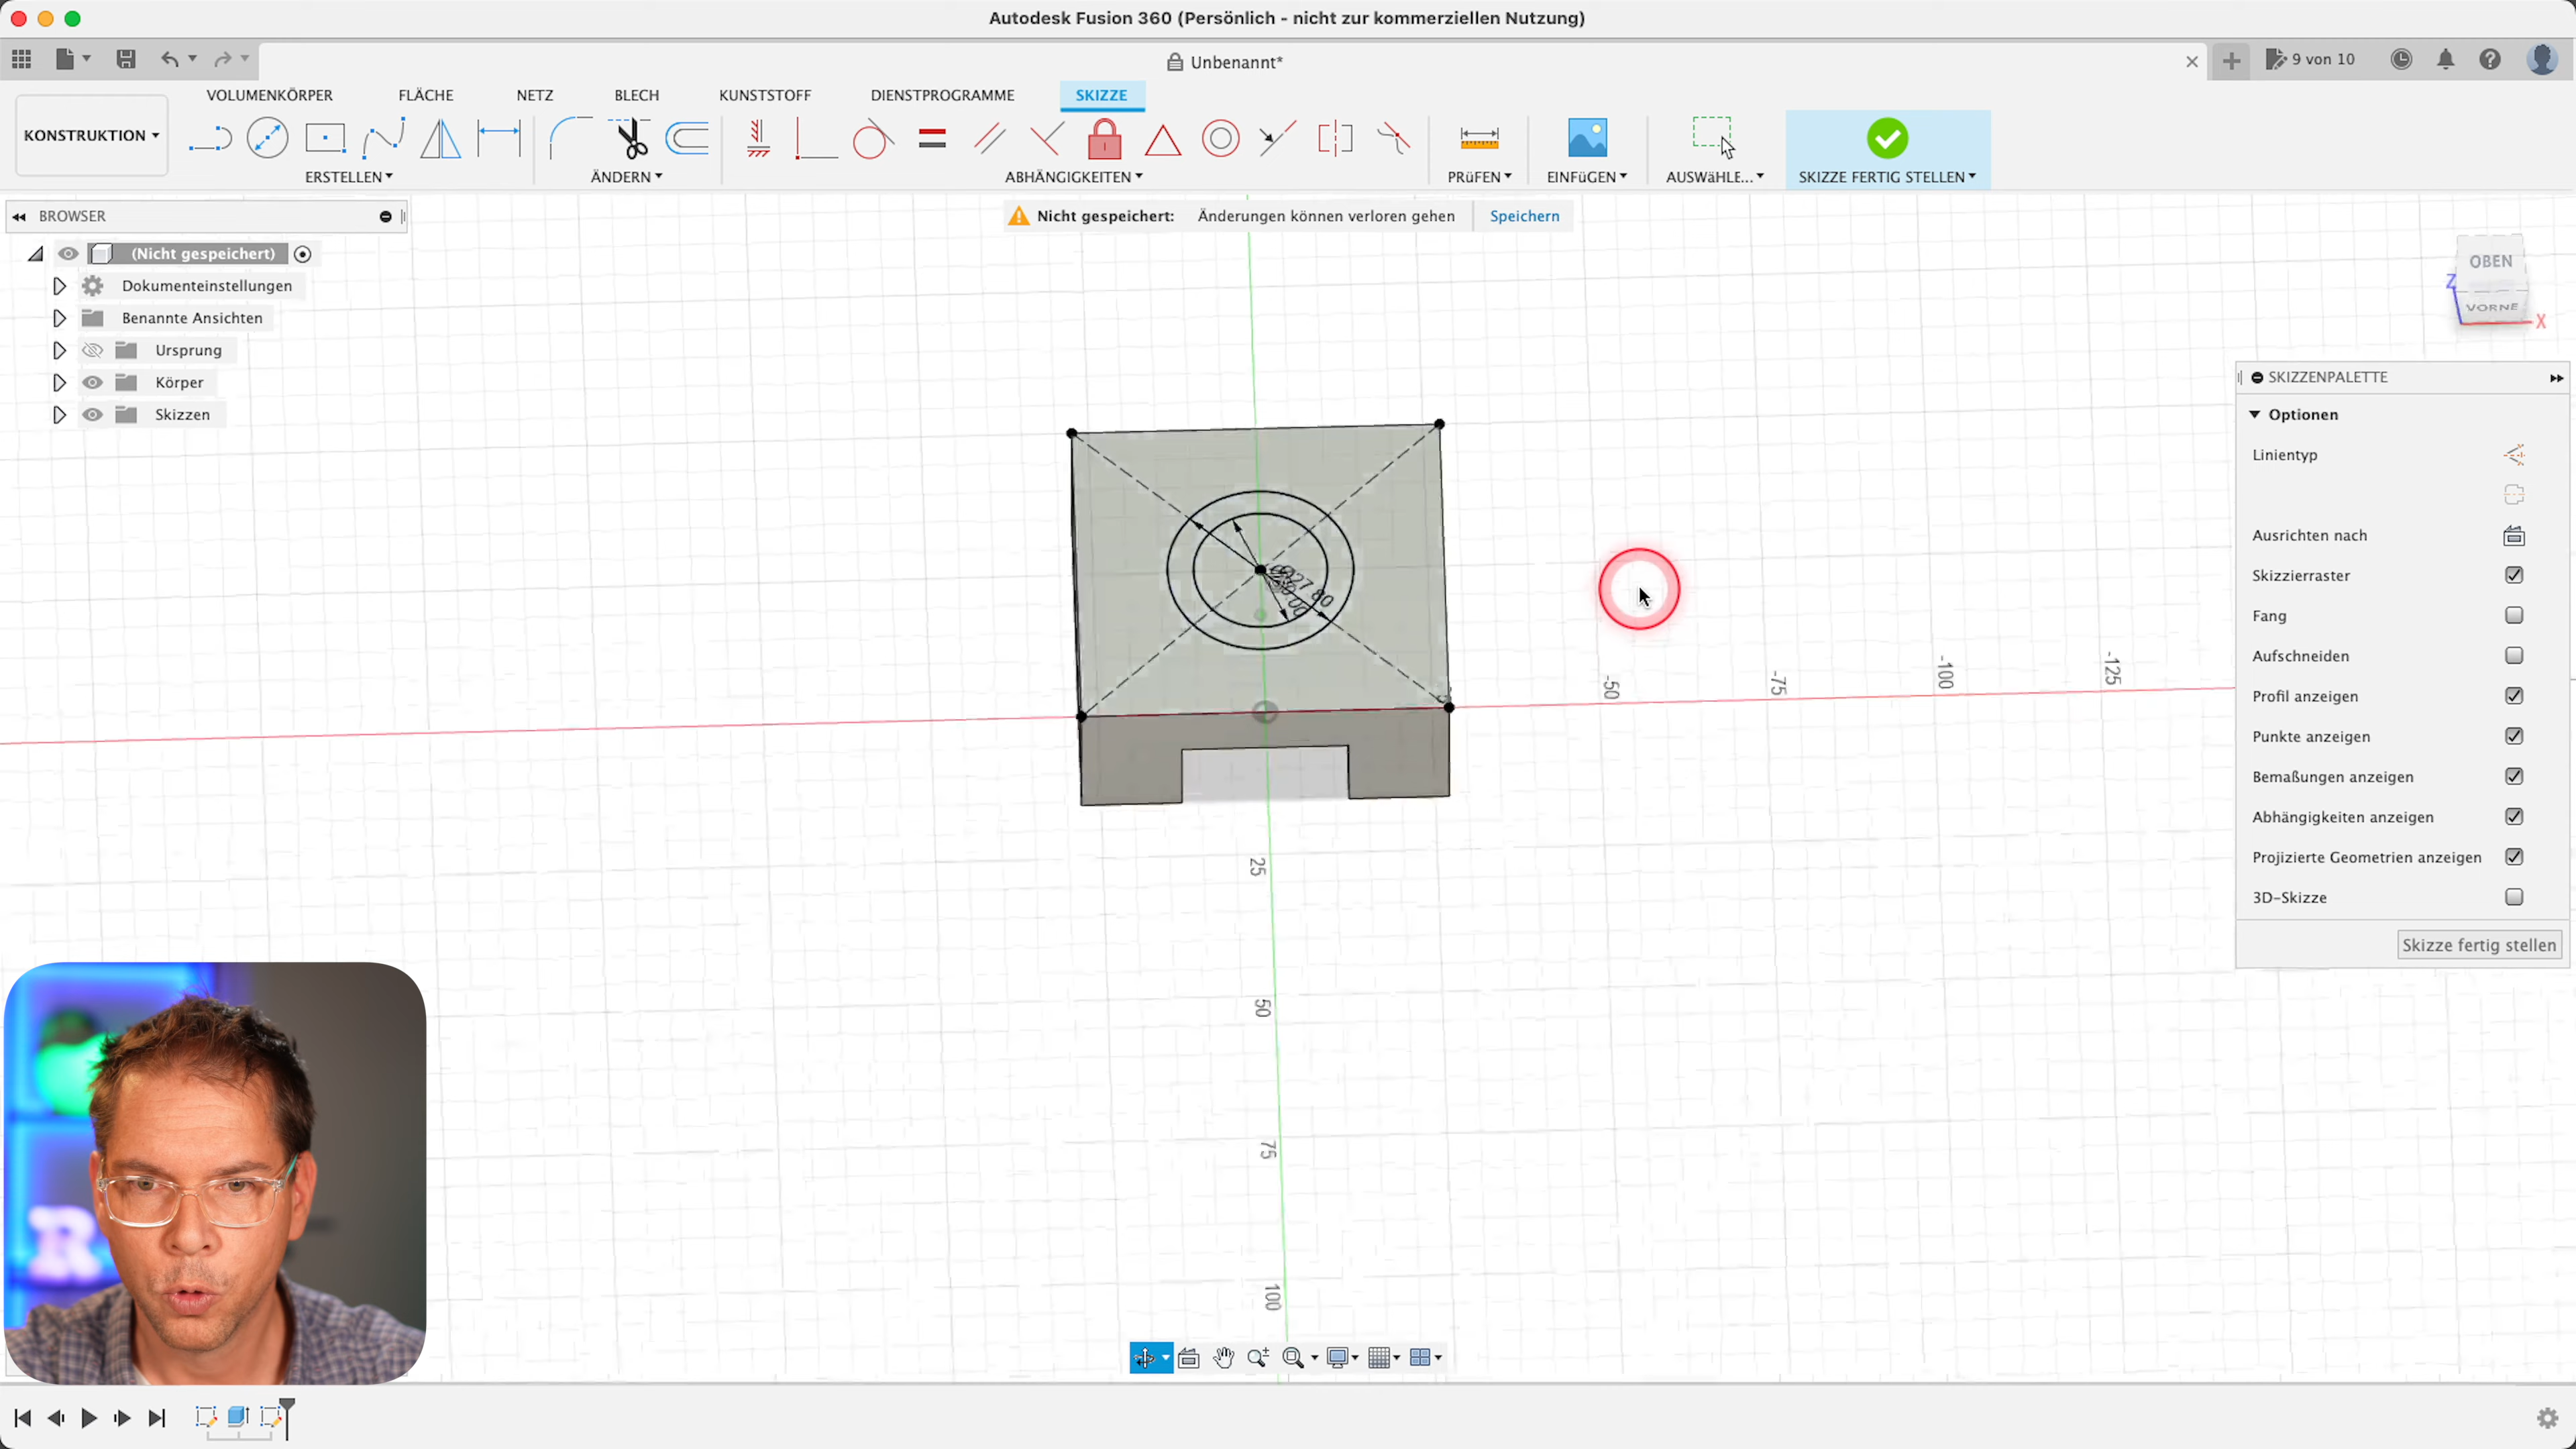 Autodesk Fusion 360 (Persönlich - nicht zur kommerziellen Nutzung)
Unbenannt*
9 von 10
VOLUMENKÖRPER FLÄCHE NETZ BLECH KUNSTSTOFF DIENSTPROGRAMME SKIZZE
KONSTRUKTION
ERSTELLEN ÄNDERN ABHÄNGIGKEITEN PRüFEN EINFüGEN AUSWäHLE... SKIZZE FERTIG STELLEN
BROWSER
Nicht gespeichert: Änderungen können verloren gehen Speichern
(Nicht gespeichert)
Dokumenteinstellungen
Benannte Ansichten
Ursprung
Körper
Skizzen
OBEN
VORNE
Z
X
SKIZZENPALETTE
Optionen
Linientyp
Ausrichten nach
Skizzierraster
Fang
Aufschneiden
Profil anzeigen
Punkte anzeigen
Bemaßungen anzeigen
Abhängigkeiten anzeigen
Projizierte Geometrien anzeigen
3D-Skizze
Skizze fertig stellen
-50
-75
-100
-125
25
50
75
100